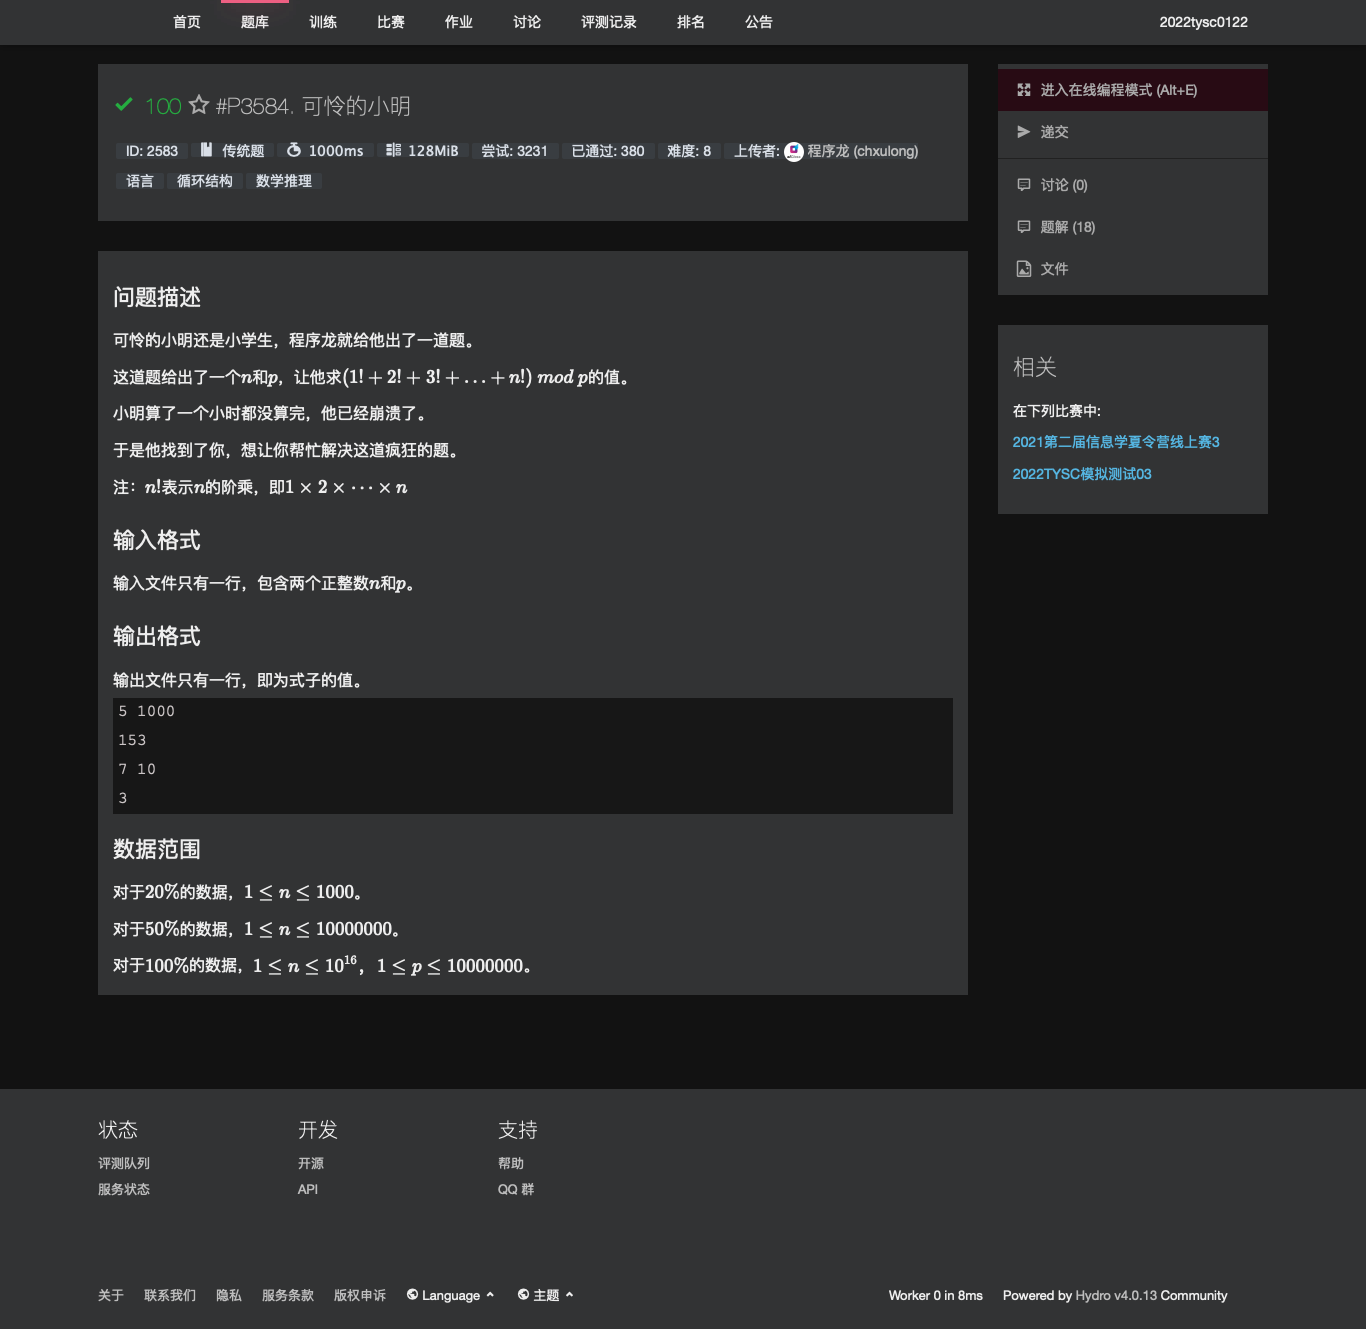 首页 题库 训练 比赛 作业 讨论 评测记录 排名 公告 2022tysc0122
100 #P3584. 可怜的小明
ID: 2583 传统题 1000ms 128MiB 尝试: 3231 已通过: 380 难度: 8 上传者: 程序龙 (chxulong)
语言 循环结构 数学推理
问题描述
可怜的小明还是小学生，程序龙就给他出了一道题。
这道题给出了一个n和p，让他求(1! + 2! + 3! + ... + n!) mod p的值。
小明算了一个小时都没算完，他已经崩溃了。
于是他找到了你，想让你帮忙解决这道疯狂的题。
注：n!表示n的阶乘，即1 × 2 × ⋯ × n
输入格式
输入文件只有一行，包含两个正整数n和p。
输出格式
输出文件只有一行，即为式子的值。
5 1000
153
7 10
3
数据范围
对于20%的数据，1 ≤ n ≤ 1000。
对于50%的数据，1 ≤ n ≤ 10000000。
对于100%的数据，1 ≤ n ≤ 10^16，1 ≤ p ≤ 10000000。
进入在线编程模式 (Alt+E)
递交
讨论 (0)
题解 (18)
文件
相关
在下列比赛中:
2021第二届信息学夏令营线上赛3
2022TYSC模拟测试03
状态 开发 支持
评测队列 开源 帮助
服务状态 API QQ 群
关于 联系我们 隐私 服务条款 版权申诉 Language 主题 Worker 0 in 8ms Powered by Hydro v4.0.13 Community